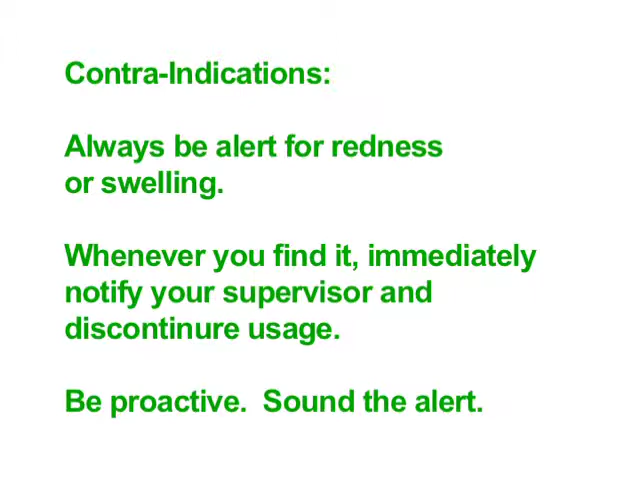 Contra-Indications:
Always be alert for redness
or swelling.
Whenever you find it, immediately
notify your supervisor and
discontinure usage.
Be proactive.  Sound the alert.